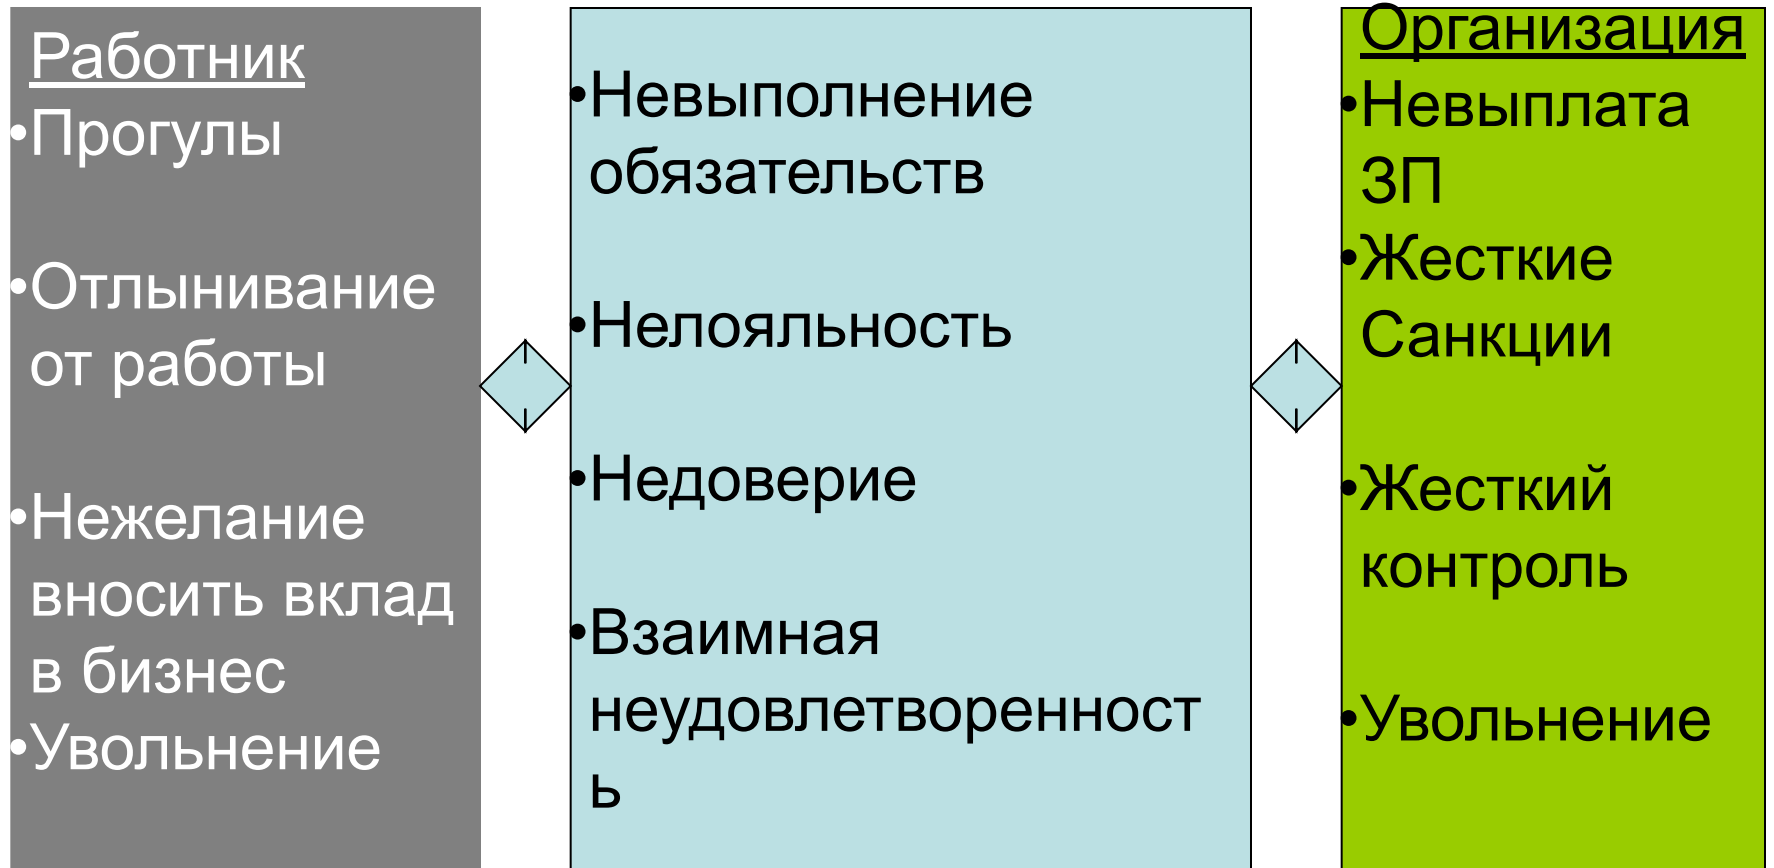 Работник
•Прогулы
•Отлынивание
от работы
•Нежелание
вносить вклад
в бизнес
•Увольнение
•Невыполнение
обязательств
•Нелояльность
•Недоверие
•Взаимная
неудовлетворенност
ь
Организация
•Невыплата
ЗП
•Жесткие
Санкции
•Жесткий
контроль
•Увольнение